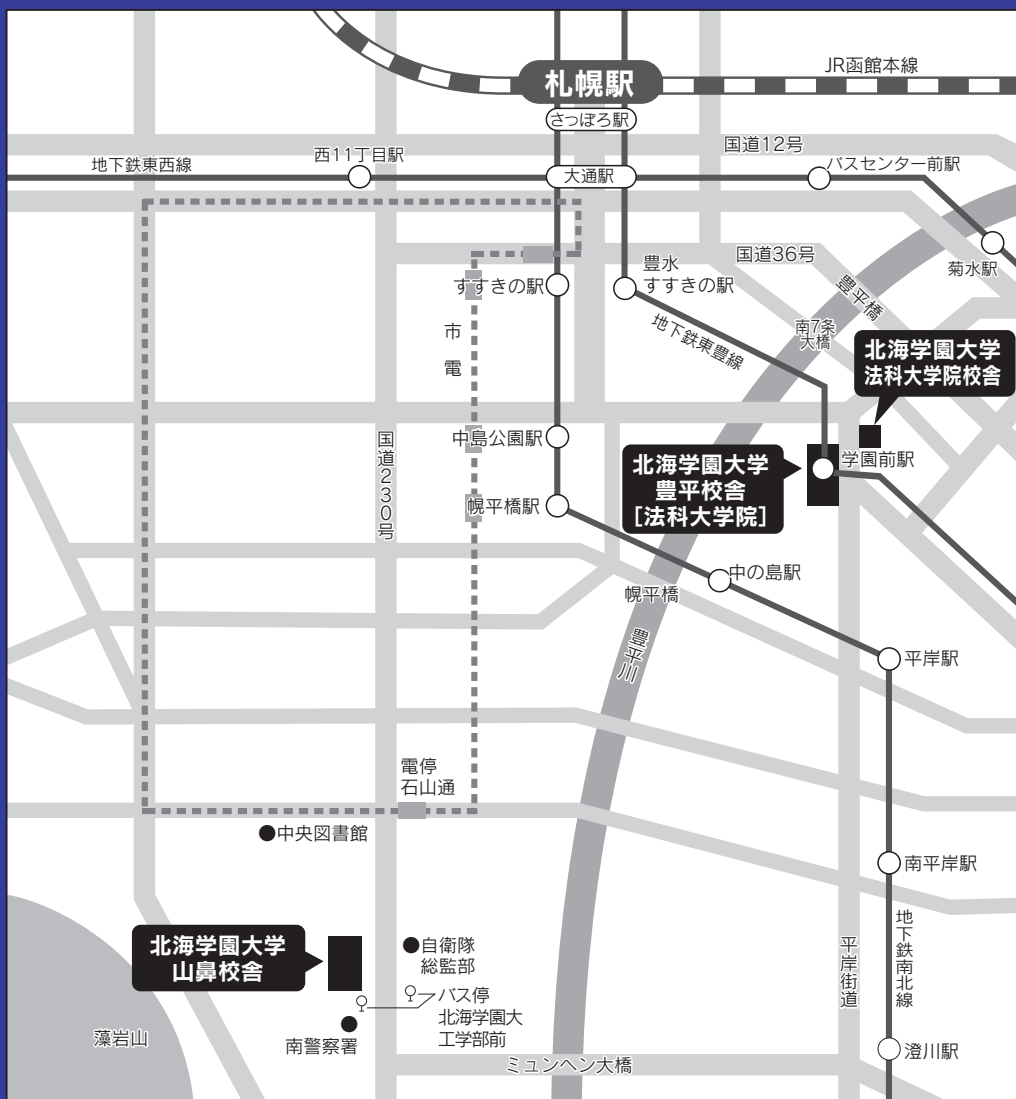 JR函館本線
札幌駅
さっぽろ駅
国道12号
地下鉄東西線
西11丁目駅
大通駅
バスセンター前駅
国道36号
菊水駅
すすきの駅
豊水
すすきの駅
豊平橋
市電
地下鉄東豊線
南7条
大橋
北海学園大学
法科大学院校舎
国道230号
中島公園駅
学園前駅
北海学園大学
豊平校舎
[法科大学院]
幌平橋駅
中の島駅
幌平橋
豊平川
平岸駅
電停
石山通
中央図書館
南平岸駅
北海学園大学
山鼻校舎
自衛隊
総監部
平岸街道
地下鉄南北線
バス停
北海学園大
工学部前
藻岩山
南警察署
ミュンヘン大橋
澄川駅